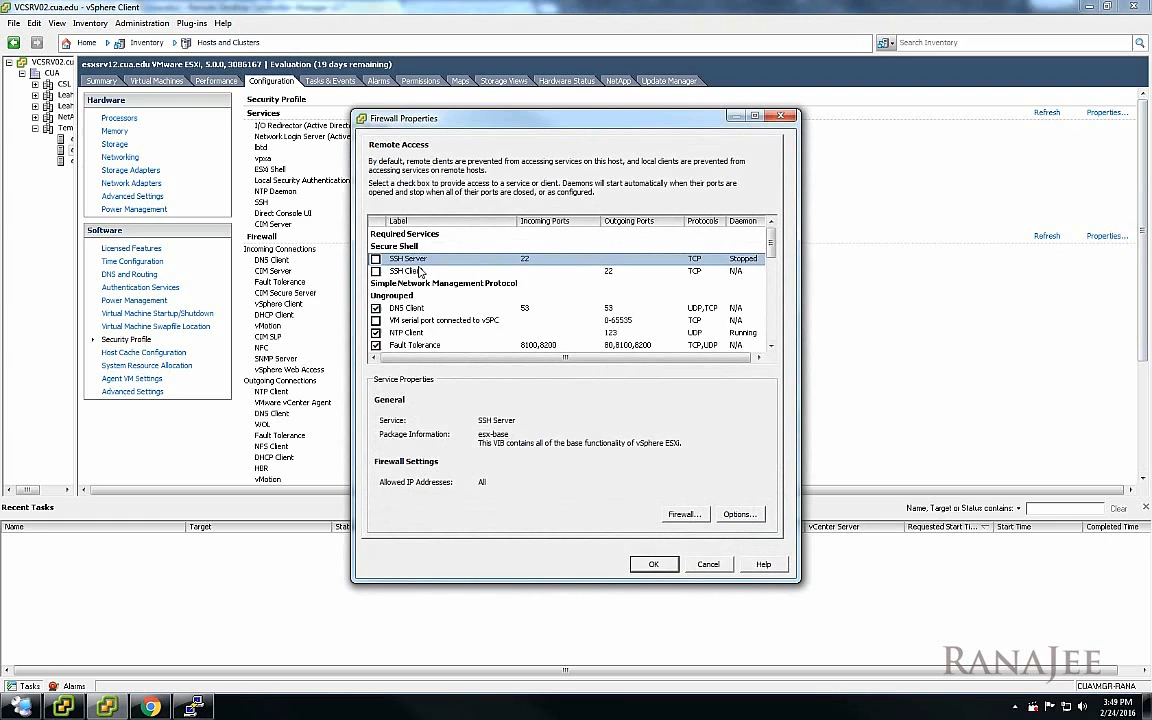 VCSRV02.cua.edu - vSphere Client
File Edit View Inventory Administration Plug-ins Help
Home Inventory Hosts and Clusters Search Inventory
VCSRV02.cu
CUA
CSL
Leah
Leah
NetA
Tem
esxsrv12.cua.edu VMware ESXi, 5.0.0, 3086167 | Evaluation (19 days remaining)
Summary Virtual Machines Performance Configuration Tasks & Events Alarms Permissions Maps Storage Views Hardware Status NetApp Update Manager
Hardware
Processors
Memory
Storage
Networking
Storage Adapters
Network Adapters
Advanced Settings
Power Management
Software
Licensed Features
Time Configuration
DNS and Routing
Authentication Services
Power Management
Virtual Machine Startup/Shutdown
Virtual Machine Swapfile Location
Security Profile
Host Cache Configuration
System Resource Allocation
Agent VM Settings
Advanced Settings
Security Profile
Services Refresh Properties...
I/O Redirector (Active Direct
Network Login Server (Active
lbtd
vpxa
ESXi Shell
Local Security Authentication
NTP Daemon
SSH
Direct Console UI
CIM Server
Firewall Refresh Properties...
Incoming Connections
DNS Client
CIM Server
Fault Tolerance
CIM Secure Server
vSphere Client
DHCP Client
vMotion
CIM SLP
NFC
SNMP Server
vSphere Web Access
Outgoing Connections
NTP Client
VMware vCenter Agent
DNS Client
WOL
Fault Tolerance
NFS Client
DHCP Client
HBR
vMotion
Firewall Properties
Remote Access
By default, remote clients are prevented from accessing services on this host, and local clients are prevented from
accessing services on remote hosts.
Select a check box to provide access to a service or client. Daemons will start automatically when their ports are
opened and stop when all of their ports are closed, or as configured.
Label Incoming Ports Outgoing Ports Protocols Daemon
Required Services
Secure Shell
SSH Server 22 TCP Stopped
SSH Client 22 TCP N/A
Simple Network Management Protocol
Ungrouped
DNS Client 53 53 UDP,TCP N/A
VM serial port connected to vSPC 0-65535 TCP N/A
NTP Client 123 UDP Running
Fault Tolerance 8100,8200 80,8100,8200 TCP,UDP N/A
Service Properties
General
Service: SSH Server
Package Information: esx-base
This VIB contains all of the base functionality of vSphere ESXi.
Firewall Settings
Allowed IP Addresses: All
Firewall... Options...
OK Cancel Help
Recent Tasks Name, Target or Status contains: Clear
Name Target Stat vCenter Server Requested Start Ti... Start Time Completed Time
RANAJEE
Tasks Alarms CUA\MGR-RANA
3:49 PM
2/24/2016